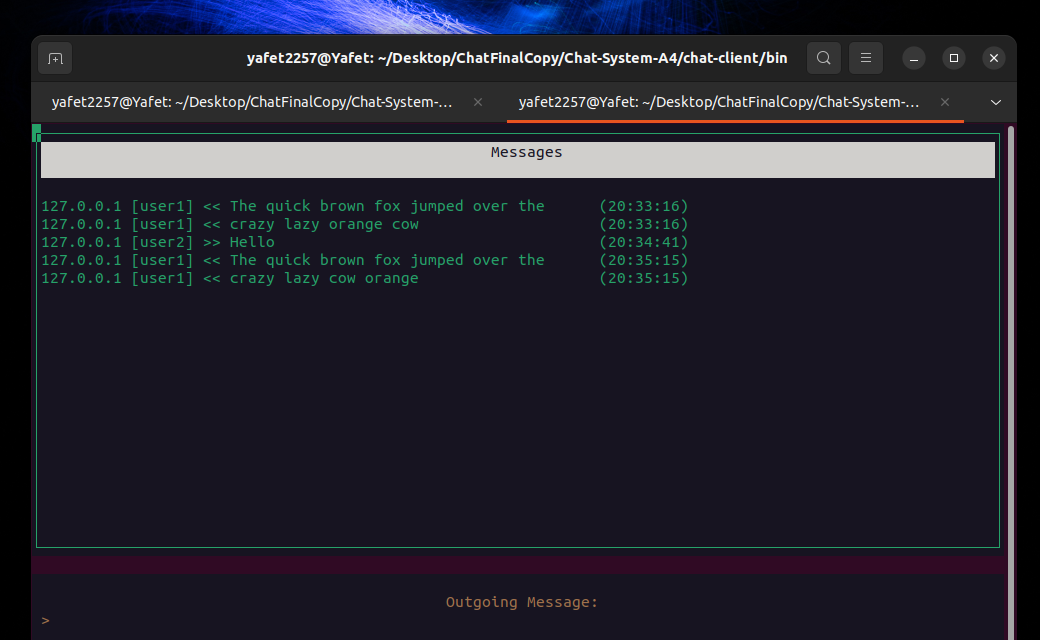 yafet2257@Yafet: ~/Desktop/ChatFinalCopy/Chat-System-A4/chat-client/bin
yafet2257@Yafet: ~/Desktop/ChatFinalCopy/Chat-System-...
yafet2257@Yafet: ~/Desktop/ChatFinalCopy/Chat-System-...
Messages
127.0.0.1 [user1] << The quick brown fox jumped over the (20:33:16)
127.0.0.1 [user1] << crazy lazy orange cow (20:33:16)
127.0.0.1 [user2] >> Hello (20:34:41)
127.0.0.1 [user1] << The quick brown fox jumped over the (20:35:15)
127.0.0.1 [user1] << crazy lazy cow orange (20:35:15)
Outgoing Message:
>